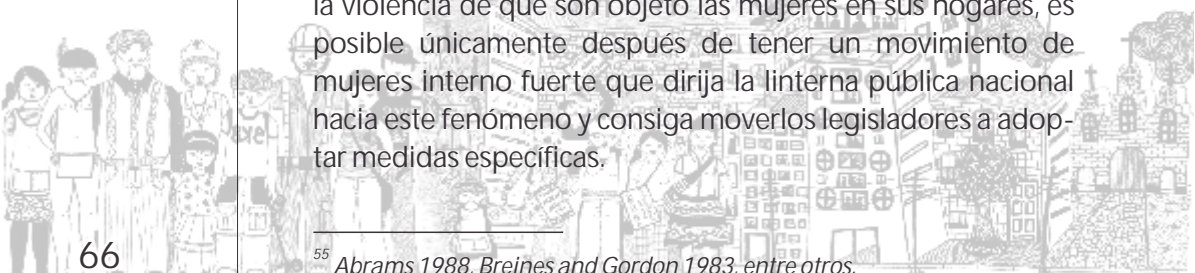 la violencia de que son objeto las mujeres en sus hogares, es
posible únicamente después de tener un movimiento de
mujeres interno fuerte que dirija la linterna pública nacional
hacia este fenómeno y consiga moverlos legisladores a adop-
tar medidas específicas.
66
55 Abrams 1988, Breines and Gordon 1983, entre otros.